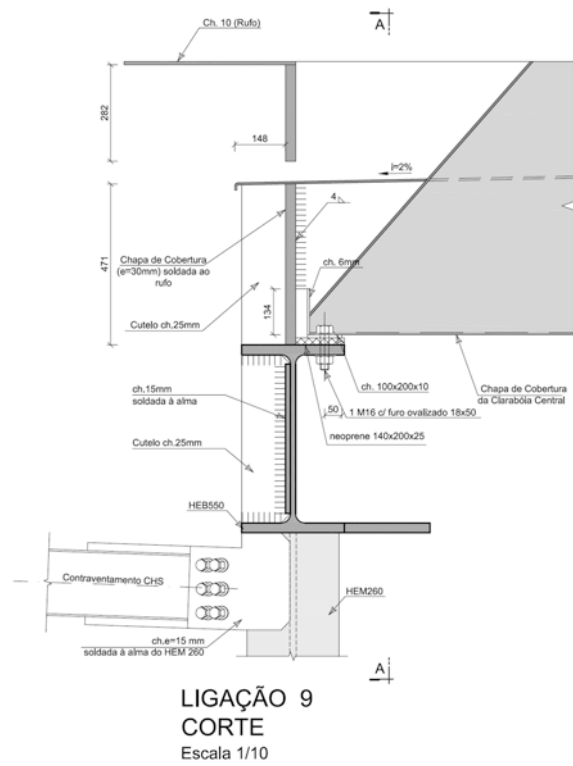 A
Ch. 10 (Rufo)
282
148
i=2%
4
471
Chapa de Cobertura
(e=30mm) soldada ao
rufo
ch. 6mm
134
Cutelo ch.25mm
ch. 100x200x10
Chapa de Cobertura
da Clarabóia Central
ch.15mm
soldada à alma
50
1 M16 c/ furo ovalizado 18x50
neoprene 140x200x25
Cutelo ch.25mm
HEB550
Contraventamento CHS
HEM260
ch.e=15 mm
soldada à alma do HEM 260
A
LIGAÇÃO 9
CORTE
Escala 1/10